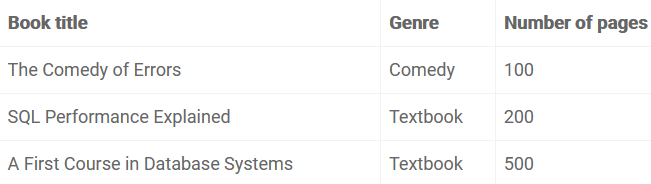 Book title Genre Number of pages
The Comedy of Errors Comedy 100
SQL Performance Explained Textbook 200
A First Course in Database Systems Textbook 500